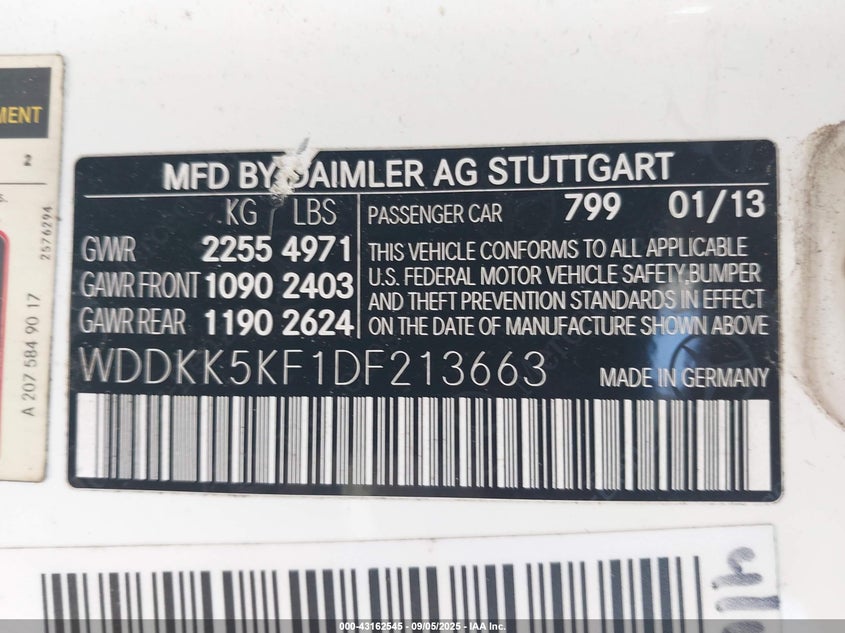 MENT
2
S.
2576294
A 207 584 90 17
MFD BY DAIMLER AG STUTTGART
KG LBS PASSENGER CAR 799 01/13
GVWR 2255 4971
GAWR FRONT 1090 2403
GAWR REAR 1190 2624
THIS VEHICLE CONFORMS TO ALL APPLICABLE
U.S. FEDERAL MOTOR VEHICLE SAFETY,BUMPER
AND THEFT PREVENTION STANDARDS IN EFFECT
ON THE DATE OF MANUFACTURE SHOWN ABOVE
WDDKK5KF1DF213663 MADE IN GERMANY
000-43162545 - 09/05/2025 - IAA Inc.